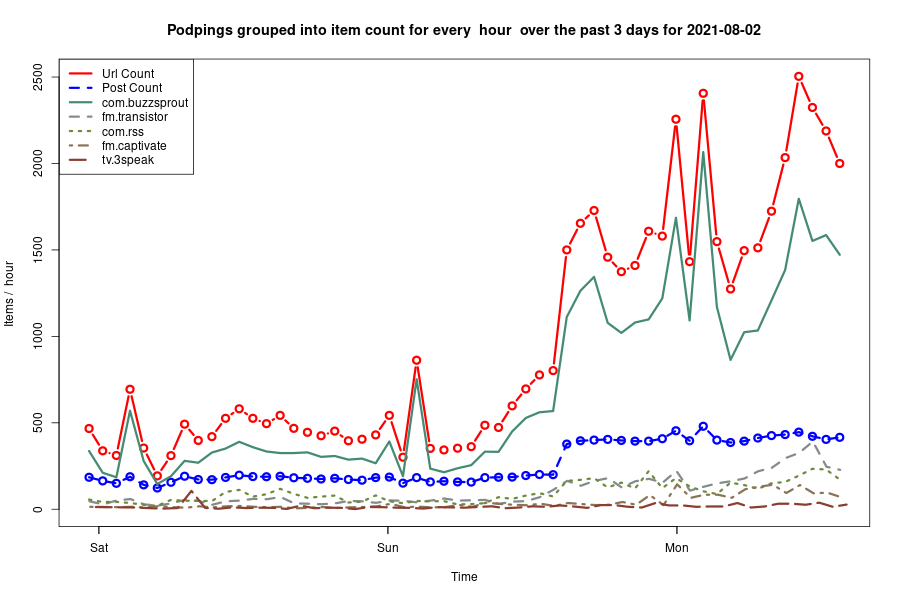 Podpings grouped into item count for every  hour  over the past 3 days for 2021-08-02
Url Count
Post Count
com.buzzsprout
fm.transistor
com.rss
fm.captivate
tv.3speak
Items /  hour
2500
2000
1500
1000
500
0
Sat Sun Mon
Time